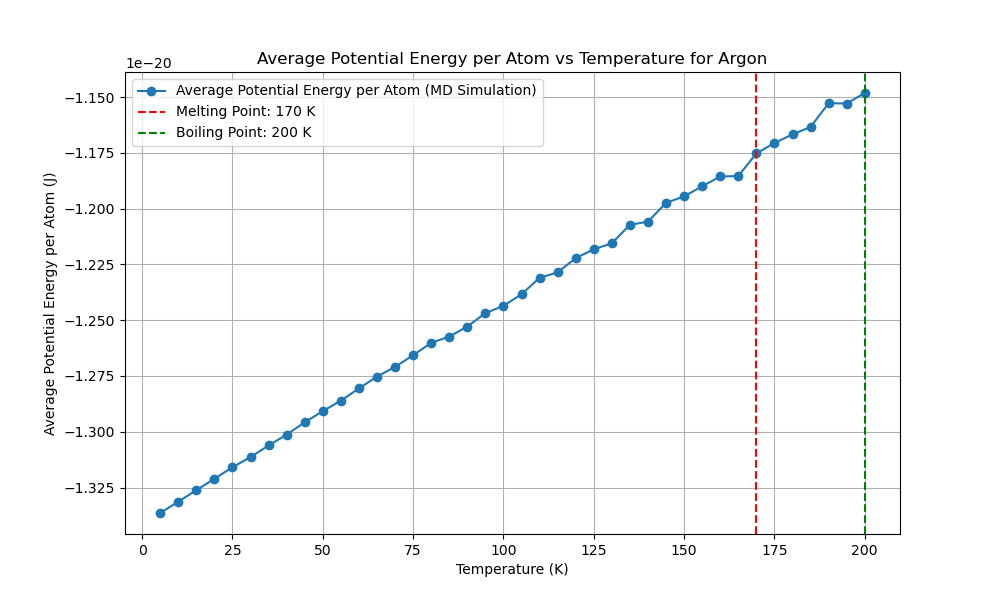 Average Potential Energy per Atom vs Temperature for Argon
1e−20
Average Potential Energy per Atom (MD Simulation)
Melting Point: 170 K
Boiling Point: 200 K
−1.150
−1.175
−1.200
−1.225
−1.250
−1.275
−1.300
−1.325
Average Potential Energy per Atom (J)
0 25 50 75 100 125 150 175 200
Temperature (K)